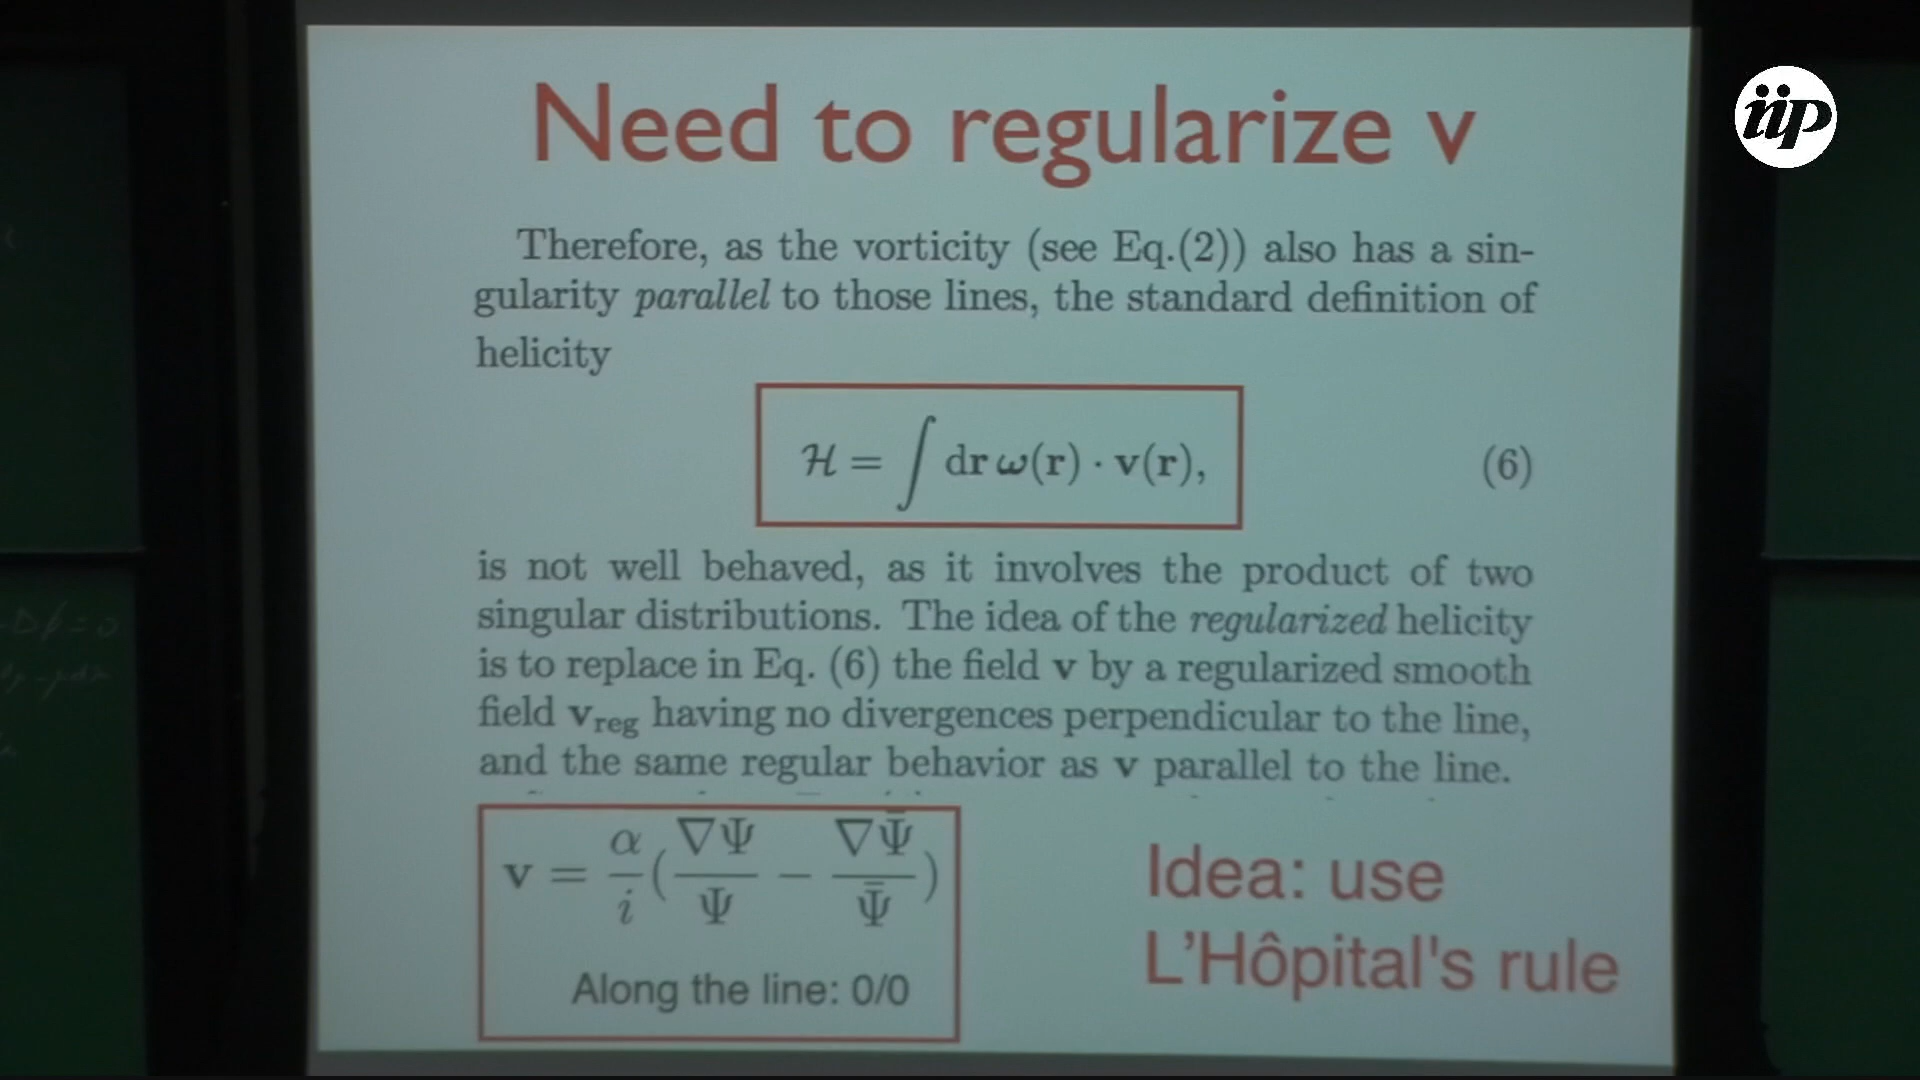 Need to regularize v
iip
Therefore, as the vorticity (see Eq.(2)) also has a sin-
gularity parallel to those lines, the standard definition of
helicity
ℋ = ∫ dr ω(r) · v(r), (6)
is not well behaved, as it involves the product of two
singular distributions. The idea of the regularized helicity
is to replace in Eq. (6) the field v by a regularized smooth
field v_reg having no divergences perpendicular to the line,
and the same regular behavior as v parallel to the line.
v = α/i (∇Ψ/Ψ − ∇Ψ̄/Ψ̄)
Along the line: 0/0
Idea: use
L'Hôpital's rule